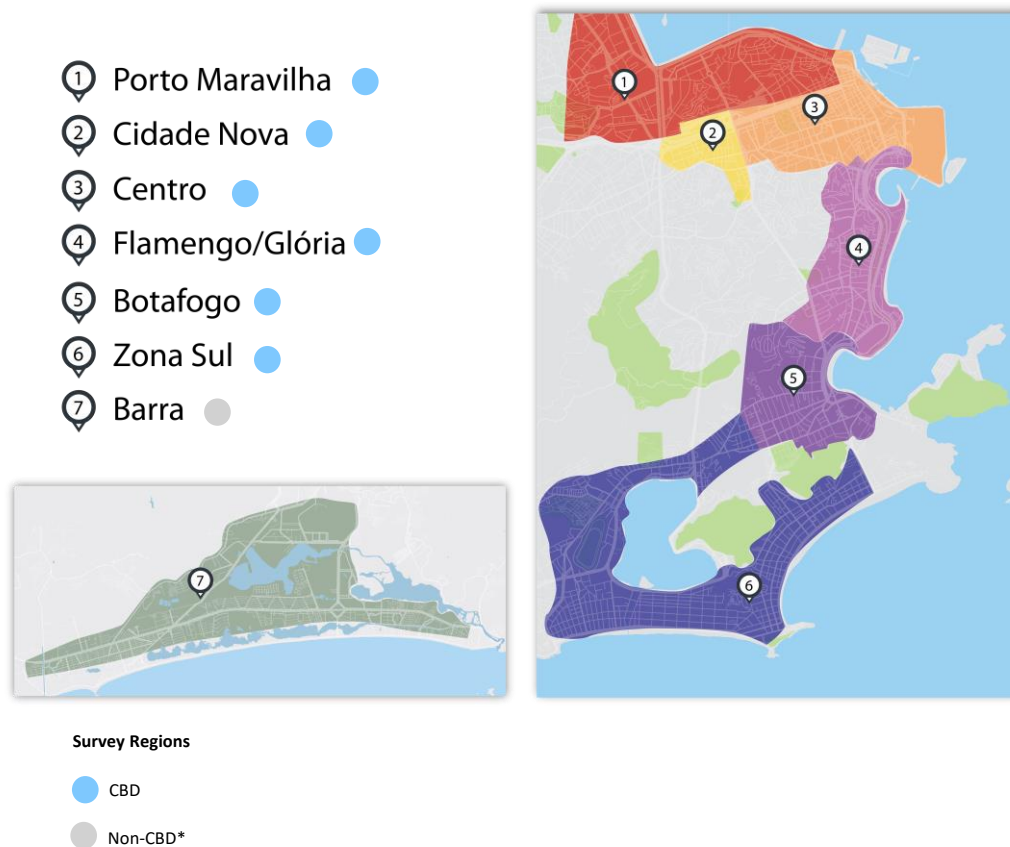 1 Porto Maravilha
2 Cidade Nova
3 Centro
4 Flamengo/Glória
5 Botafogo
6 Zona Sul
7 Barra
1
2
3
4
5
6
7
Survey Regions
CBD
Non-CBD*